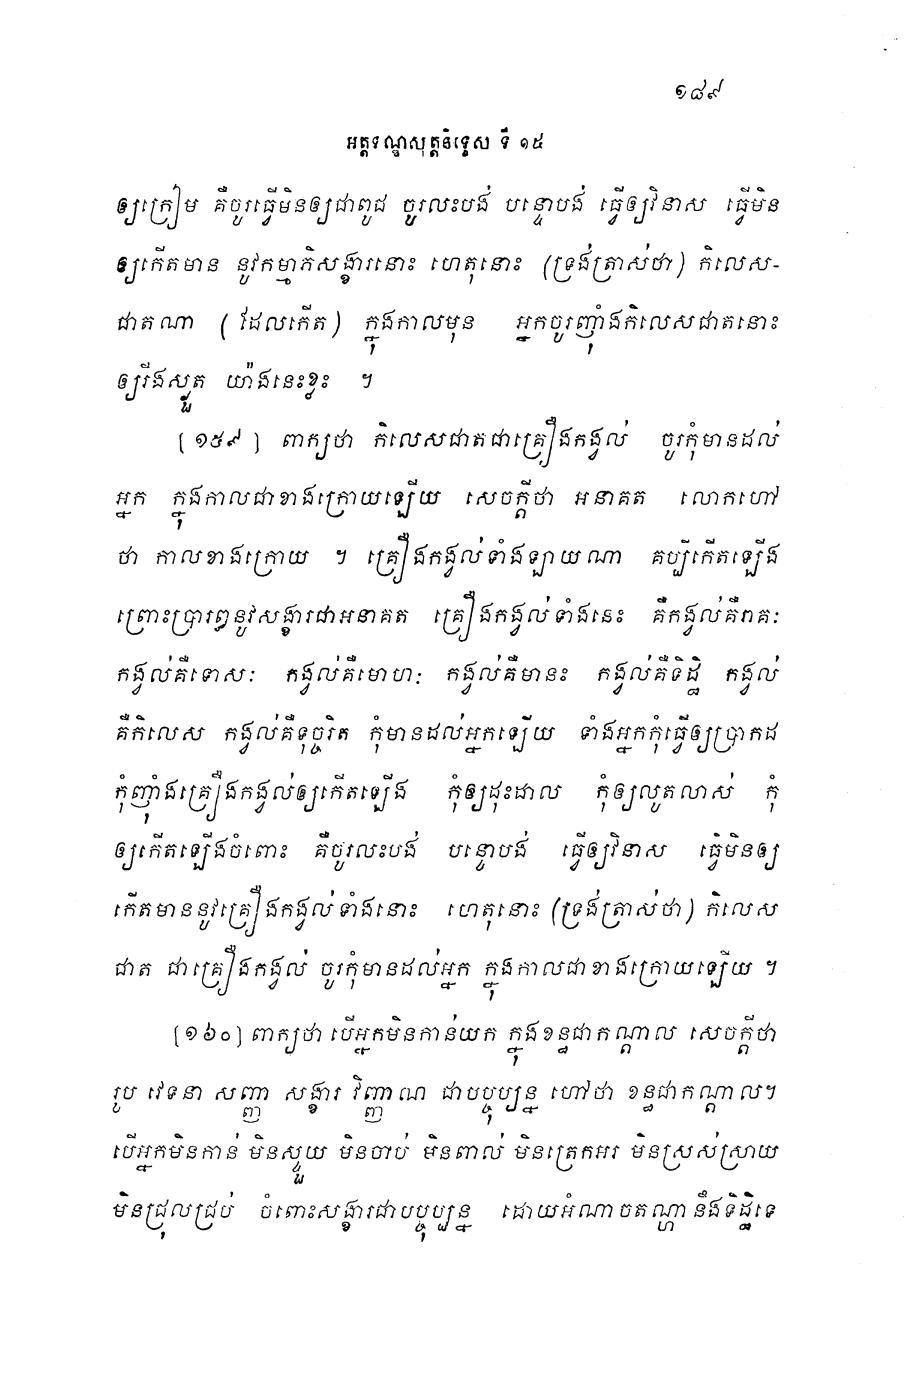 ១៨៩
អត្តទណ្ឌសុត្តនិទ្ទេស ទី ១៥
ឲ្យក្រៀម គឺចូរធ្វើមិនឲ្យជាពូជ ចូរលះបង់ បន្ទោបង់ ធ្វើឲ្យវិនាស ធ្វើមិន
ឲ្យកើតមាន នូវកម្មាភិសង្ខារនោះ ហេតុនោះ (ទ្រង់ត្រាស់ថា) កិលេស-
ជាតណា (ដែលកើត) ក្នុងកាលមុន អ្នកចូរញ៉ាំងកិលេសជាតនោះ
ឲ្យរីងស្ងួត យ៉ាងនេះខ្លះ ។
[១៥៩] ពាក្យថា កិលេសជាតជាគ្រឿងកង្វល់ ចូរកុំមានដល់
អ្នក ក្នុងកាលជាខាងក្រោយឡើយ សេចក្តីថា អនាគត លោកហៅ
ថា កាលខាងក្រោយ ។ គ្រឿងកង្វល់ទាំងឡាយណា គប្បីកើតឡើង
ព្រោះប្រារព្ធនូវសង្ខារជាអនាគត គ្រឿងកង្វល់ទាំងនេះ គឺកង្វល់គឺរាគៈ
កង្វល់គឺទោសៈ កង្វល់គឺមោហៈ កង្វល់គឺមានះ កង្វល់គឺទិដ្ឋិ កង្វល់
គឺកិលេស កង្វល់គឺទុច្ចរិត កុំមានដល់អ្នកឡើយ ទាំងអ្នកកុំធ្វើឲ្យប្រាកដ
កុំញ៉ាំងគ្រឿងកង្វល់ឲ្យកើតឡើង កុំឲ្យដុះដាល កុំឲ្យលូតលាស់ កុំ
ឲ្យកើតឡើងចំពោះ គឺចូរលះបង់ បន្ទោបង់ ធ្វើឲ្យវិនាស ធ្វើមិនឲ្យ
កើតមាននូវគ្រឿងកង្វល់ទាំងនោះ ហេតុនោះ (ទ្រង់ត្រាស់ថា) កិលេស
ជាត ជាគ្រឿងកង្វល់ ចូរកុំមានដល់អ្នក ក្នុងកាលជាខាងក្រោយឡើយ ។
[១៦០] ពាក្យថា បើអ្នកមិនកាន់យក ក្នុងខន្ធជាកណ្តាល សេចក្តីថា
រូប វេទនា សញ្ញា សង្ខារ វិញ្ញាណ ជាបច្ចុប្បន្ន ហៅថា ខន្ធជាកណ្តាល។
បើអ្នកមិនកាន់ មិនស្ទួយ មិនចាប់ មិនពាល់ មិនត្រេកអរ មិនស្រស់ស្រាយ
មិនជ្រុលជ្រប់ ចំពោះសង្ខារជាបច្ចុប្បន្ន ដោយអំណាចតណ្ហា នឹងទិដ្ឋិទេ